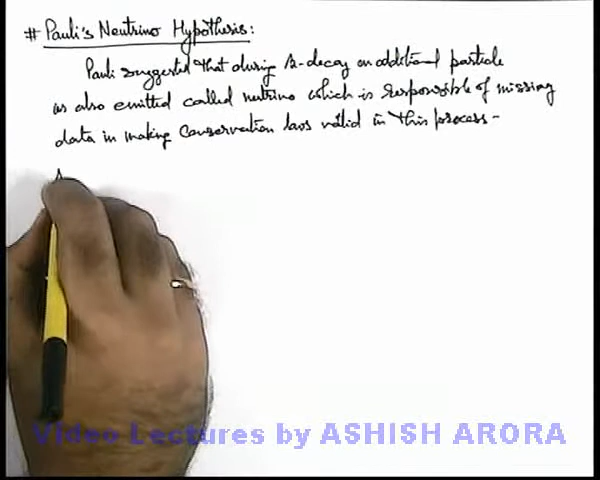 # Pauli's Neutrino Hypothesis:
Pauli suggested that during β-decay an additional particle
is also emitted called neutrino which is responsible of missing
data in making conservation laws valid in this process-
Video Lectures by ASHISH ARORA